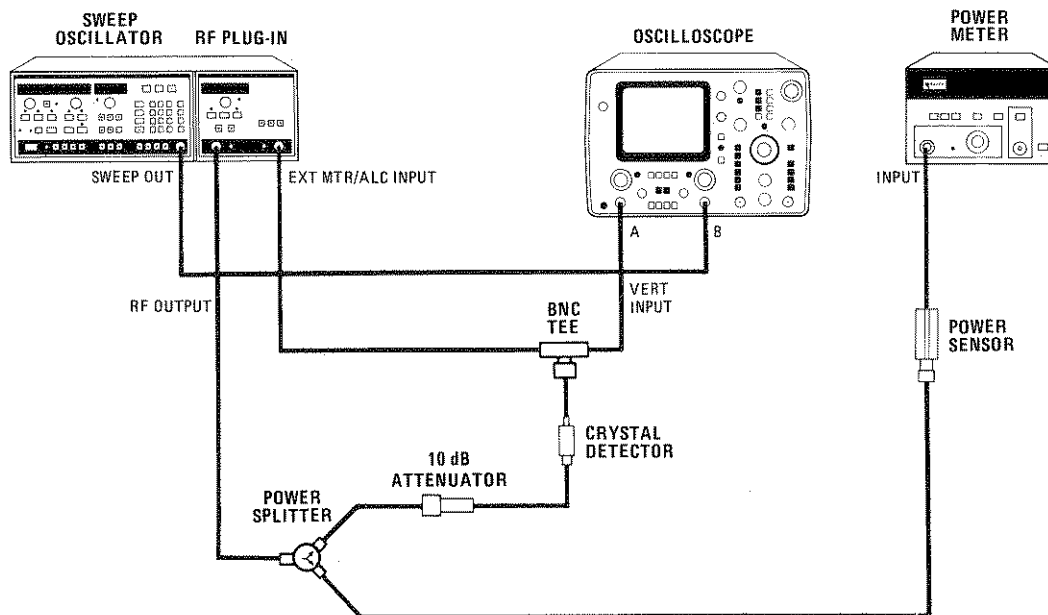 SWEEP
OSCILLATOR
RF PLUG-IN
OSCILLOSCOPE
POWER
METER
SWEEP OUT
EXT MTR/ALC INPUT
INPUT
A
B
RF OUTPUT
VERT
INPUT
BNC
TEE
POWER
SENSOR
CRYSTAL
DETECTOR
10 dB
ATTENUATOR
POWER
SPLITTER